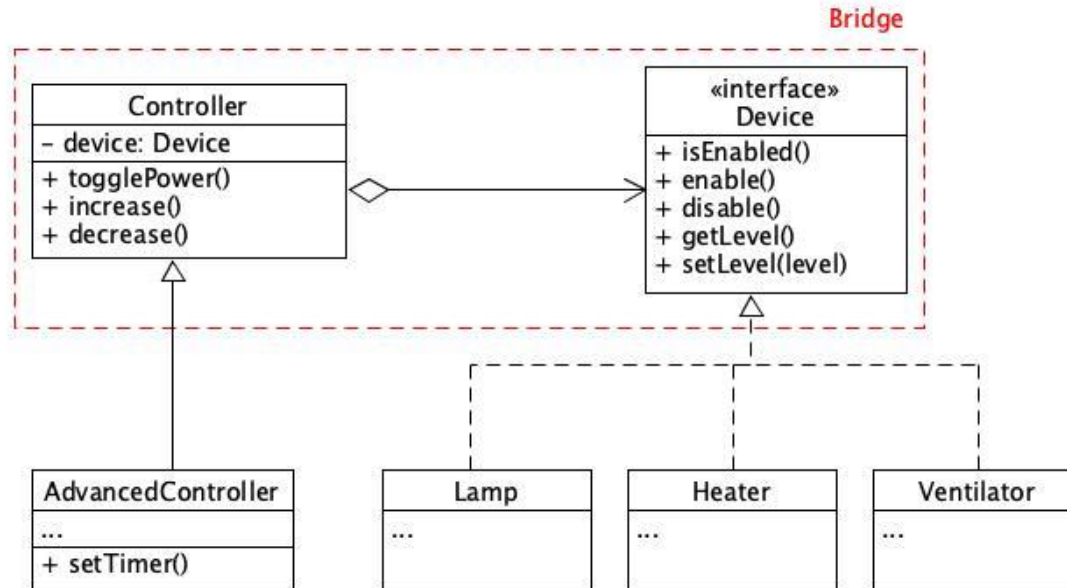 Bridge
Controller
- device: Device
+ togglePower()
+ increase()
+ decrease()
«interface»
Device
+ isEnabled()
+ enable()
+ disable()
+ getLevel()
+ setLevel(level)
AdvancedController
...
+ setTimer()
Lamp
...
Heater
...
Ventilator
...